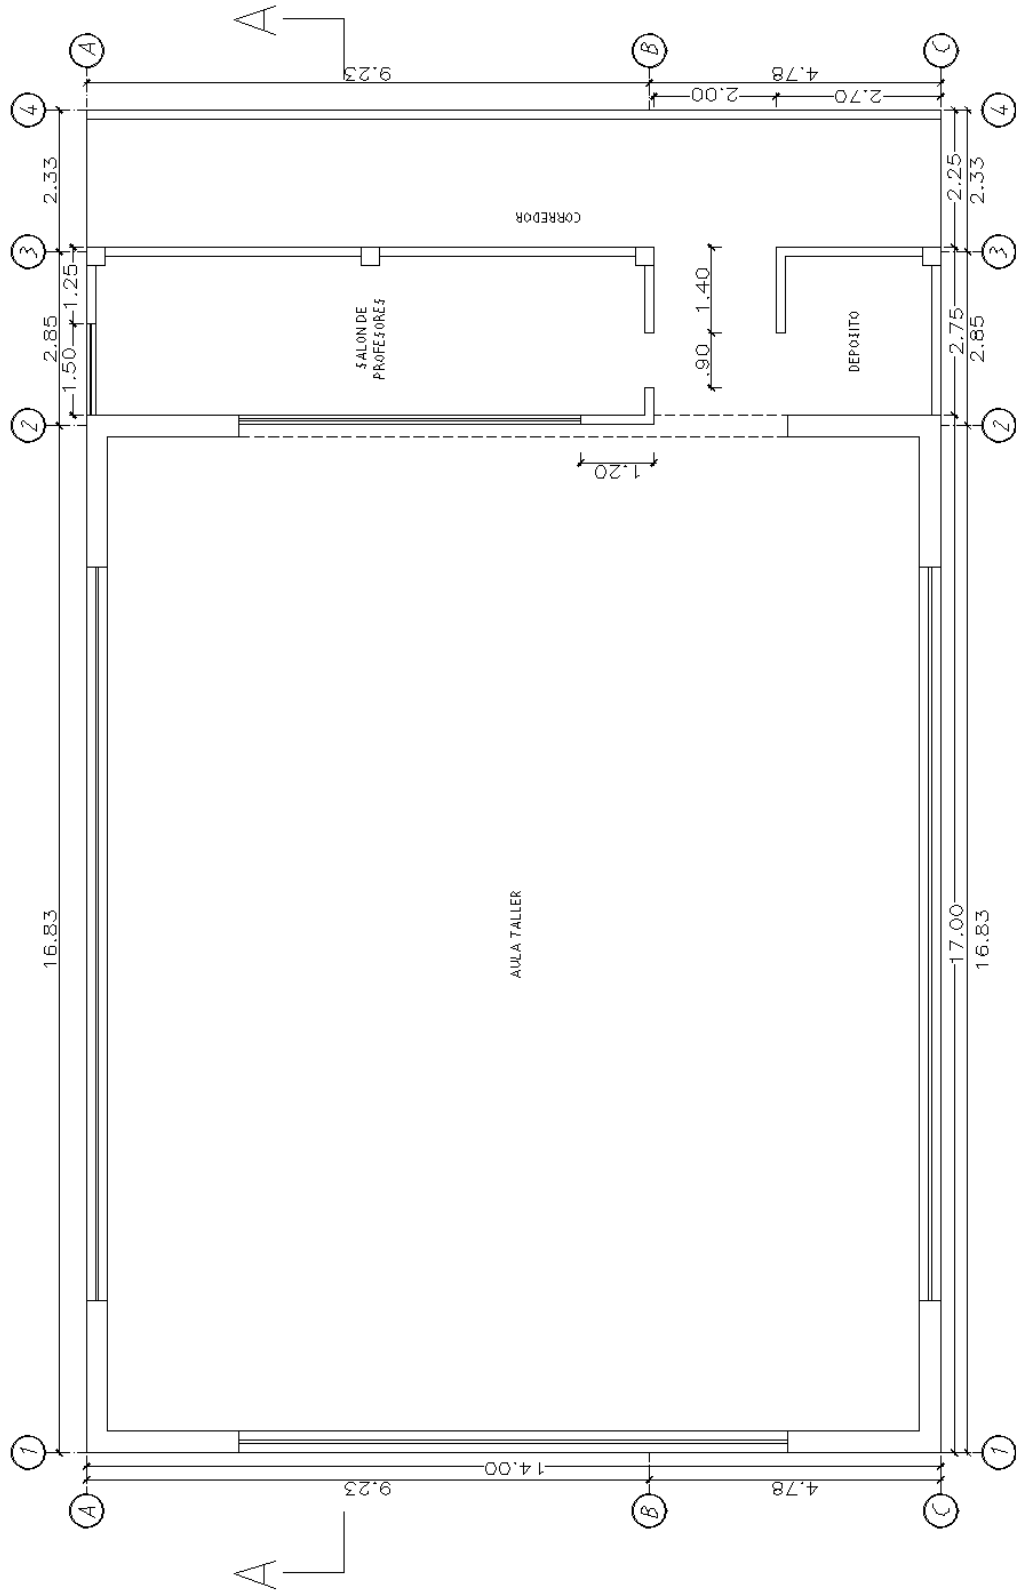 A
A
B
C
9.23
4.78
2.00
2.70
4
4
2.33
2.25
2.33
CORREDOR
3
3
2.85
1.25
1.50
1.40
.90
2.75
2.85
SALON DE
PROFESORES
DEPOSITO
2
2
1.20
16.83
AULA TALLER
17.00
16.83
1
1
14.00
9.23
4.78
A
B
C
A